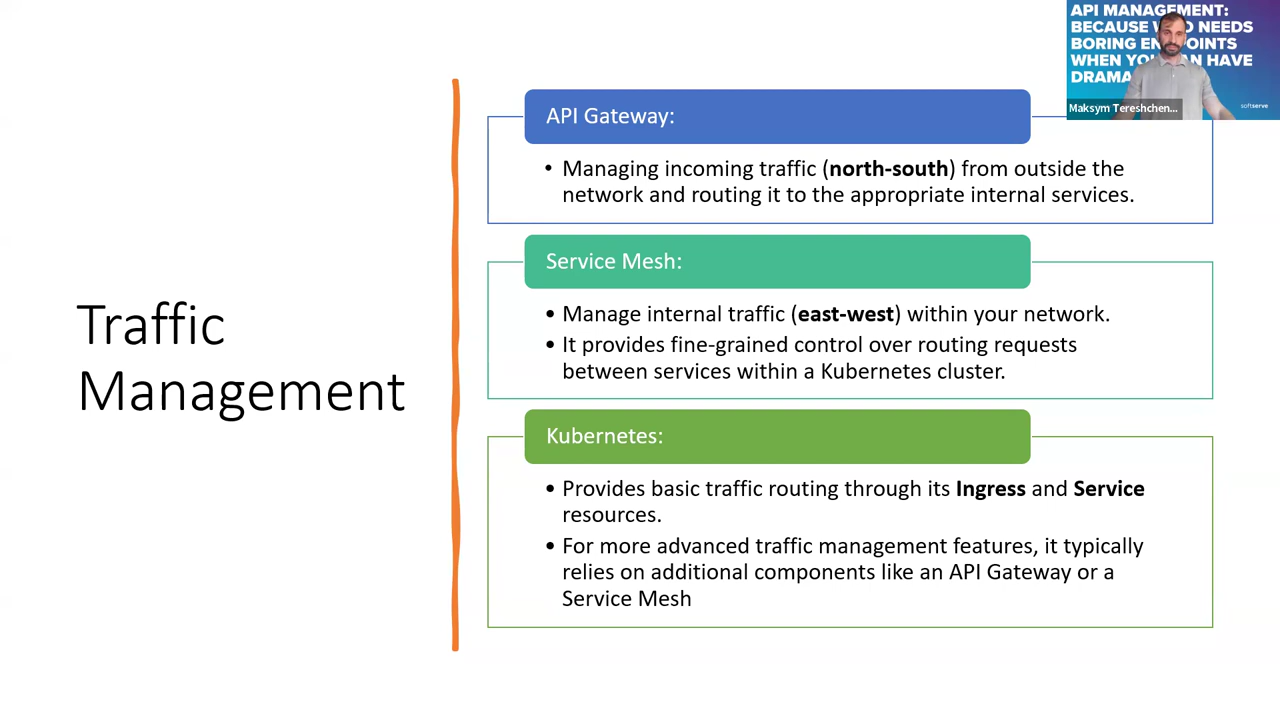 Traffic
Management
API Gateway:
• Managing incoming traffic (north-south) from outside the
network and routing it to the appropriate internal services.
Service Mesh:
• Manage internal traffic (east-west) within your network.
• It provides fine-grained control over routing requests
between services within a Kubernetes cluster.
Kubernetes:
• Provides basic traffic routing through its Ingress and Service
resources.
• For more advanced traffic management features, it typically
relies on additional components like an API Gateway or a
Service Mesh
API MANAGEMENT:
BECAUSE NEEDS
BORING
WHEN HAVE
DRAMA
Maksym Tereshchen...
softserve